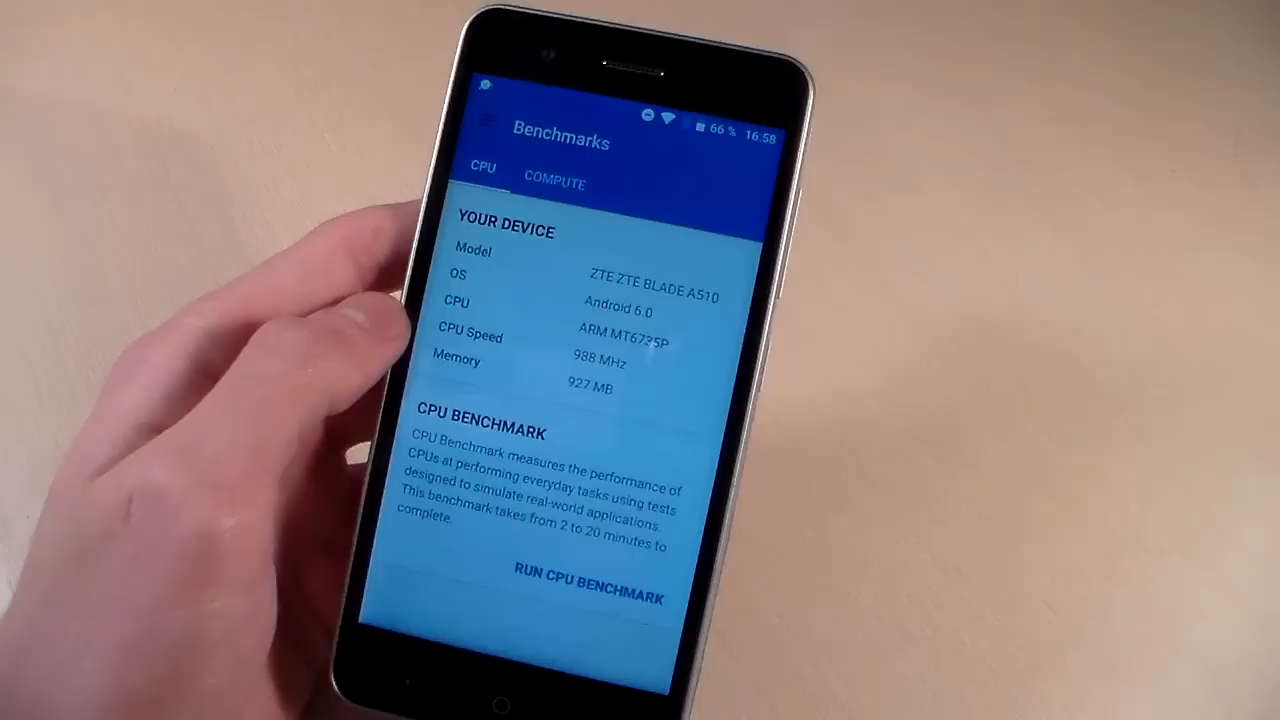 66 % 16:58
Benchmarks
CPU COMPUTE
YOUR DEVICE
Model ZTE ZTE BLADE A510
OS Android 6.0
CPU ARM MT6735P
CPU Speed 988 MHz
Memory 927 MB
CPU BENCHMARK
CPU Benchmark measures the performance of
CPUs at performing everyday tasks using tests
designed to simulate real-world applications.
This benchmark takes from 2 to 20 minutes to
complete.
RUN CPU BENCHMARK